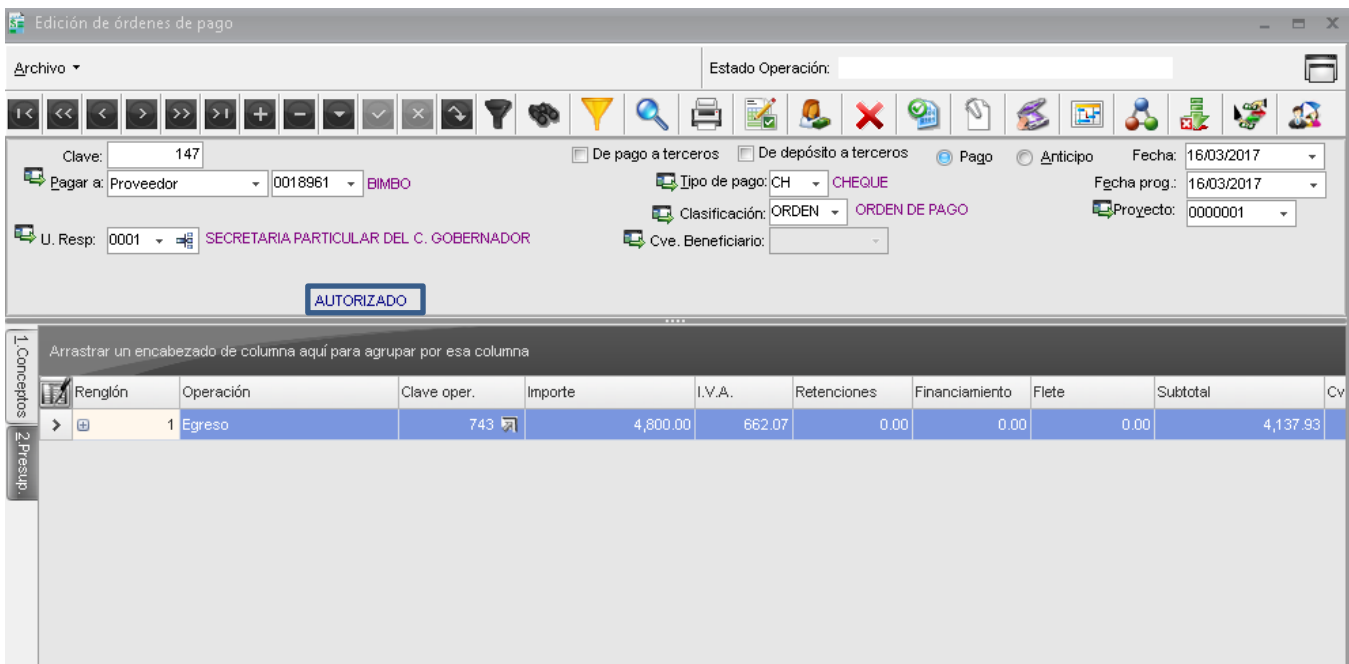 Edición de órdenes de pago
Archivo
Estado Operación:
Clave: 147
De pago a terceros De depósito a terceros Pago Anticipo Fecha: 16/03/2017
Pagar a: Proveedor 0018961 BIMBO
Tipo de pago: CH CHEQUE
Fecha prog.: 16/03/2017
Clasificación: ORDEN ORDEN DE PAGO
Proyecto: 0000001
U. Resp: 0001 SECRETARIA PARTICULAR DEL C. GOBERNADOR
Cve. Beneficiario:
AUTORIZADO
1.Conceptos
2.Presup.
Arrastrar un encabezado de columna aquí para agrupar por esa columna
Renglón Operación Clave oper. Importe I.V.A. Retenciones Financiamiento Flete Subtotal Cv
1 Egreso 743 4,800.00 662.07 0.00 0.00 0.00 4,137.93